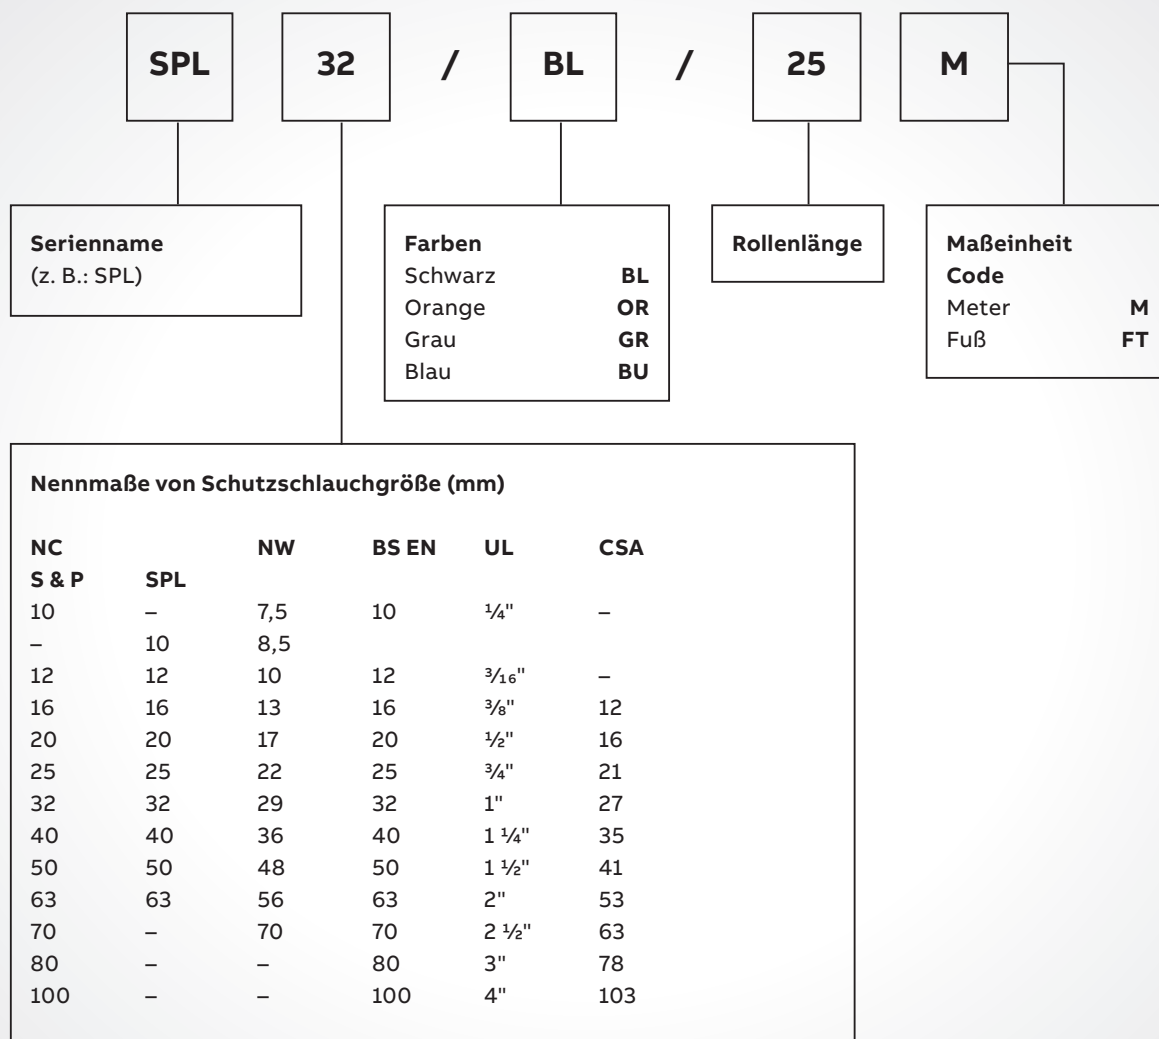 SPL 32 / BL / 25 M
Serienname
(z. B.: SPL)
Farben
Schwarz BL
Orange OR
Grau GR
Blau BU
Rollenlänge
Maßeinheit
Code
Meter M
Fuß FT
Nennmaße von Schutzschlauchgröße (mm)
NC NW BS EN UL CSA
S & P SPL
10 – 7,5 10 ¼" –
– 10 8,5
12 12 10 12 ³⁄₁₆" –
16 16 13 16 ⅜" 12
20 20 17 20 ½" 16
25 25 22 25 ¾" 21
32 32 29 32 1" 27
40 40 36 40 1 ¼" 35
50 50 48 50 1 ½" 41
63 63 56 63 2" 53
70 – 70 70 2 ½" 63
80 – – 80 3" 78
100 – – 100 4" 103